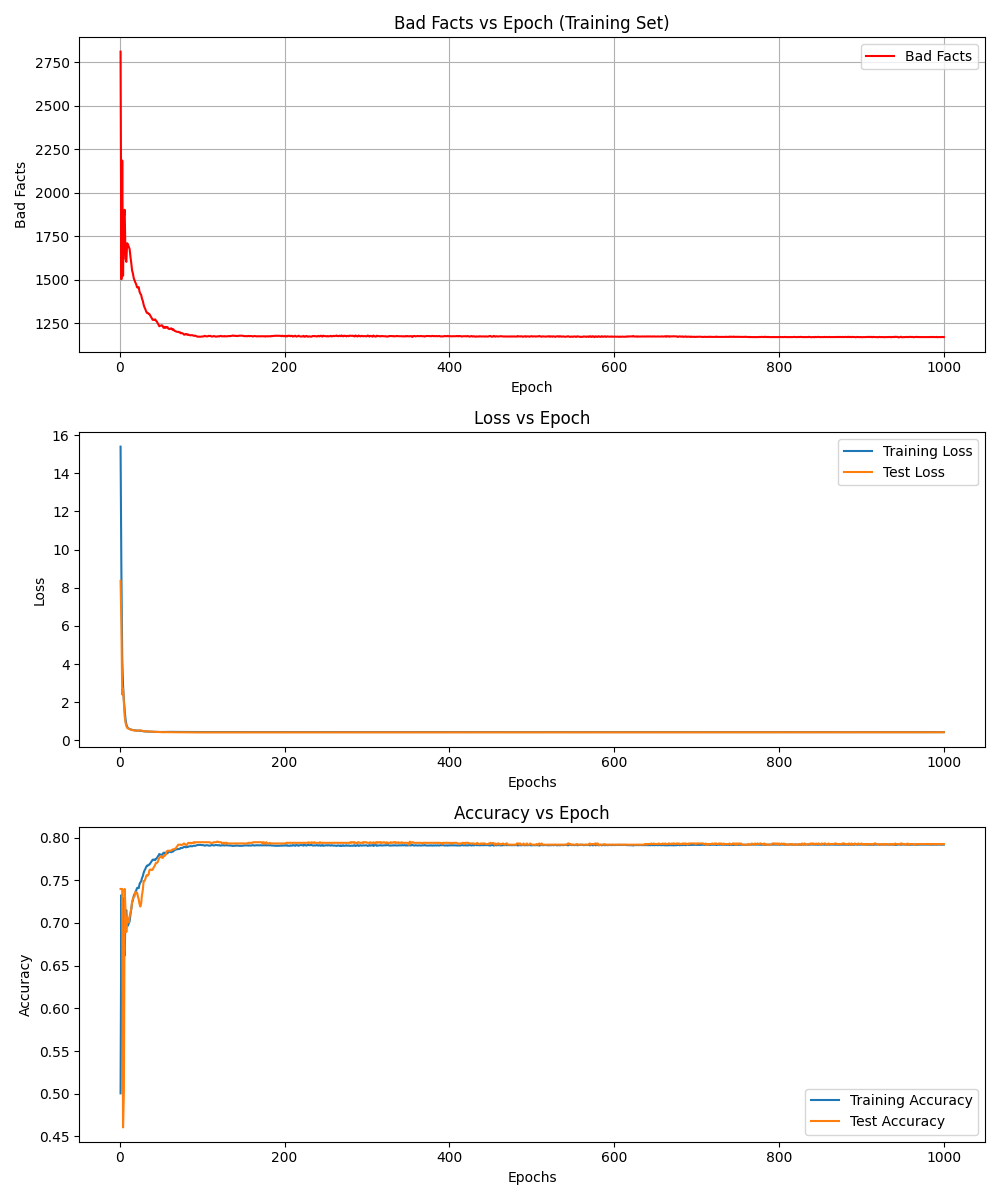 Bad Facts vs Epoch (Training Set)
Bad Facts
2750
2500
2250
2000
1750
1500
1250
Bad Facts
0 200 400 600 800 1000
Epoch
Loss vs Epoch
Training Loss
Test Loss
16
14
12
10
8
6
4
2
0
Loss
0 200 400 600 800 1000
Epochs
Accuracy vs Epoch
0.80
0.75
0.70
0.65
0.60
0.55
0.50
0.45
Accuracy
Training Accuracy
Test Accuracy
0 200 400 600 800 1000
Epochs